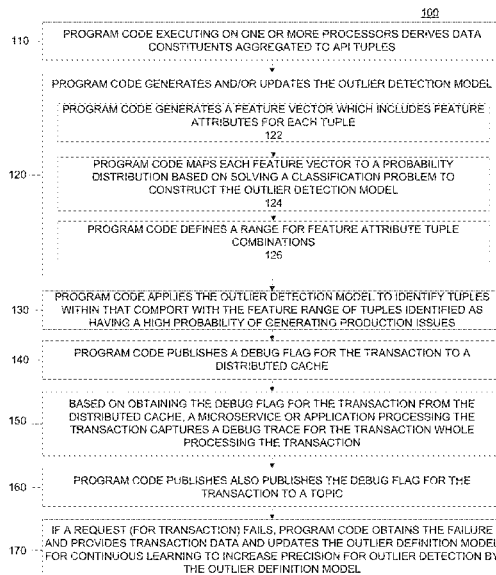 100
110
PROGRAM CODE EXECUTING ON ONE OR MORE PROCESSORS DERIVES DATA
CONSTITUENTS AGGREGATED TO API TUPLES
PROGRAM CODE GENERATES AND/OR UPDATES THE OUTLIER DETECTION MODEL
PROGRAM CODE GENERATES A FEATURE VECTOR WHICH INCLUDES FEATURE
ATTRIBUTES FOR EACH TUPLE
122
120
PROGRAM CODE MAPS EACH FEATURE VECTOR TO A PROBABILITY
DISTRIBUTION BASED ON SOLVING A CLASSIFICATION PROBLEM TO
CONSTRUCT THE OUTLIER DETECTION MODEL
124
PROGRAM CODE DEFINES A RANGE FOR FEATURE ATTRIBUTE TUPLE
COMBINATIONS
126
130
PROGRAM CODE APPLIES THE OUTLIER DETECTION MODEL TO IDENTIFY TUPLES
WITHIN THAT COMPORT WITH THE FEATURE RANGE OF TUPLES IDENTIFIED AS
HAVING A HIGH PROBABILITY OF GENERATING PRODUCTION ISSUES
140
PROGRAM CODE PUBLISHES A DEBUG FLAG FOR THE TRANSACTION TO A
DISTRIBUTED CACHE
150
BASED ON OBTAINING THE DEBUG FLAG FOR THE TRANSACTION FROM THE
DISTRIBUTED CACHE, A MICROSERVICE OR APPLICATION PROCESSING THE
TRANSACTION CAPTURES A DEBUG TRACE FOR THE TRANSACTION WHOLE
PROCESSING THE TRANSACTION
160
PROGRAM CODE PUBLISHES ALSO PUBLISHES THE DEBUG FLAG FOR THE
TRANSACTION TO A TOPIC
170
IF A REQUEST (FOR TRANSACTION) FAILS, PROGRAM CODE OBTAINS THE FAILURE
AND PROVIDES TRANSACTION DATA AND UPDATES THE OUTLIER DEFINITION MODEL
FOR CONTINUOUS LEARNING TO INCREASE PRECISION FOR OUTLIER DETECTION BY
THE OUTLIER DEFINITION MODEL